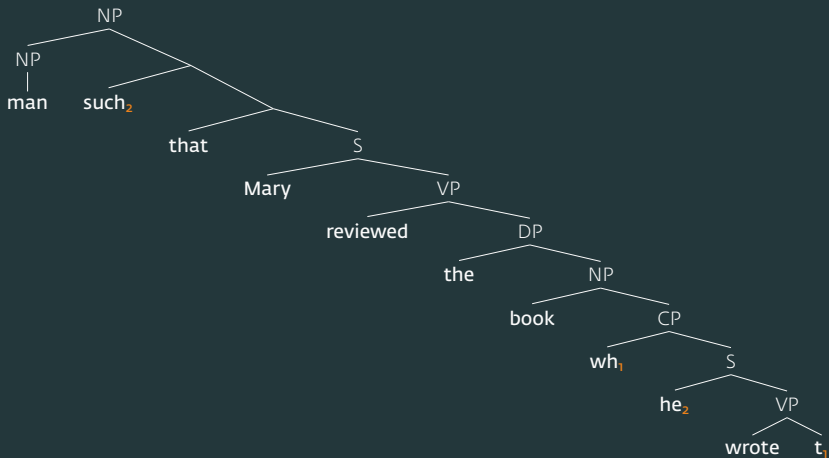 NP
NP
man such₂
that S
Mary VP
reviewed DP
the NP
book CP
wh₁ S
he₂ VP
wrote t₁